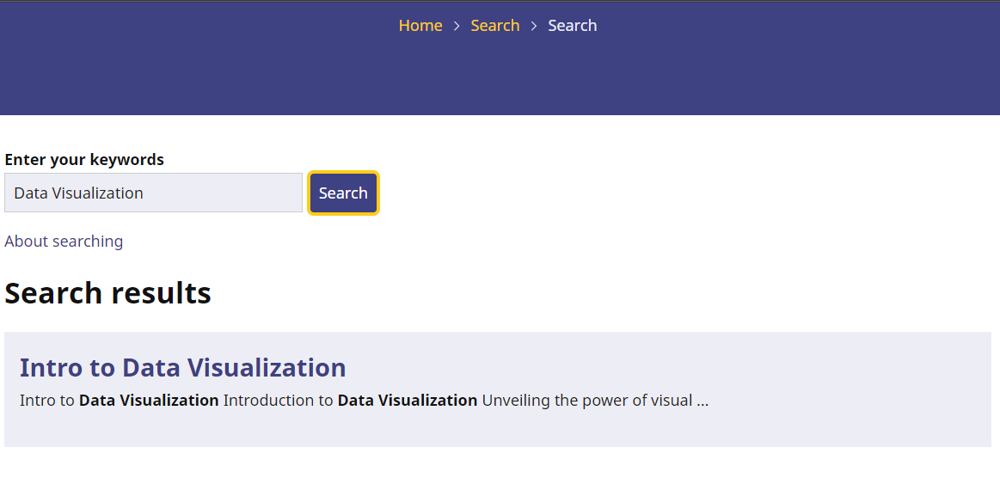 Home > Search > Search
Enter your keywords
Data Visualization
Search
About searching
Search results
Intro to Data Visualization
Intro to Data Visualization Introduction to Data Visualization Unveiling the power of visual ...